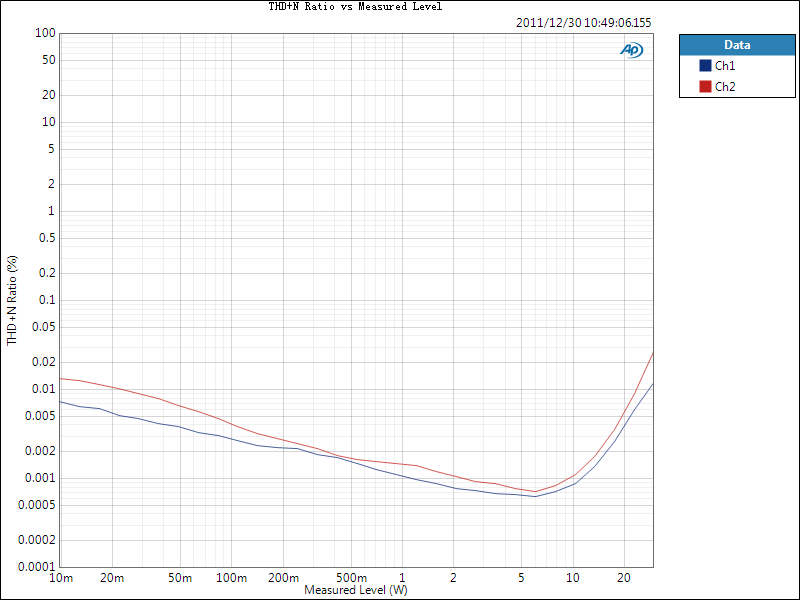 THD+N Ratio vs Measured Level
2011/12/30 10:49:06.155
AP
Data
Ch1
Ch2
THD+N Ratio (%)
100
50
20
10
5
2
1
0.5
0.2
0.1
0.05
0.02
0.01
0.005
0.002
0.001
0.0005
0.0002
0.0001
10m 20m 50m 100m 200m 500m 1 2 5 10 20
Measured Level (W)